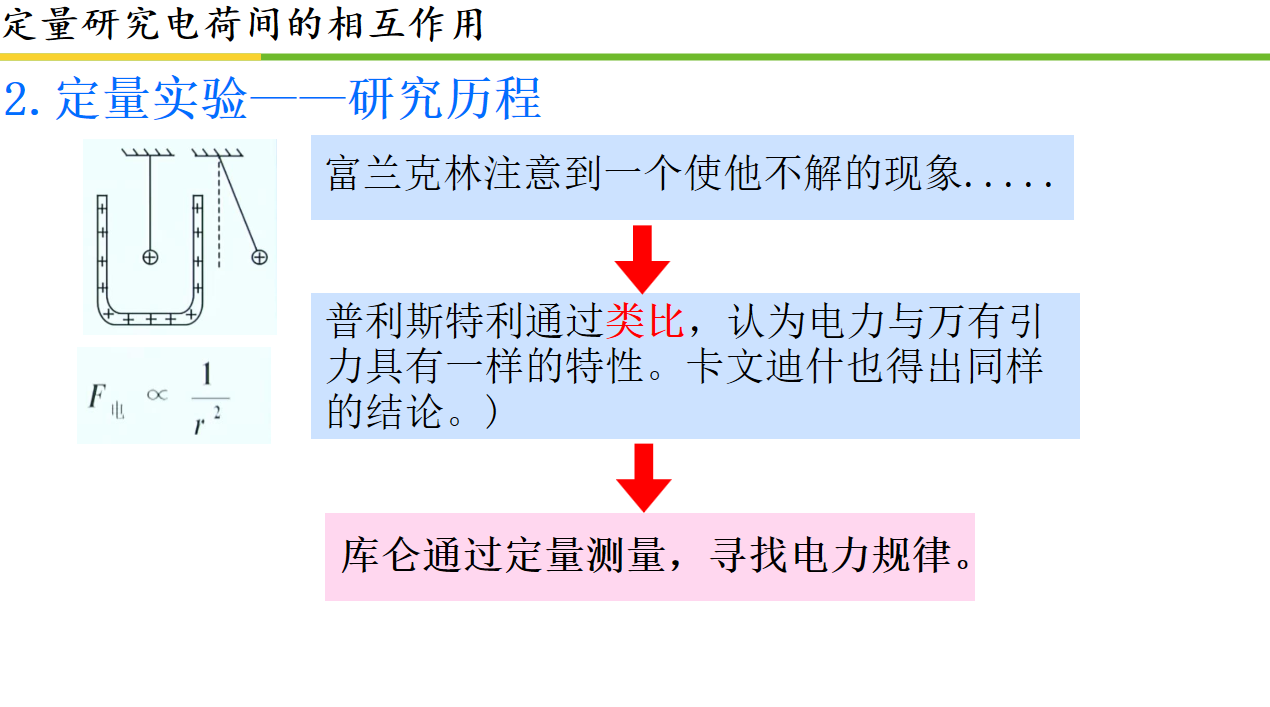 定量研究电荷间的相互作用
2.定量实验——研究历程
富兰克林注意到一个使他不解的现象.....
普利斯特利通过类比，认为电力与万有引
力具有一样的特性。卡文迪什也得出同样
的结论。)
F电 ∝ 1/r²
库仑通过定量测量，寻找电力规律。